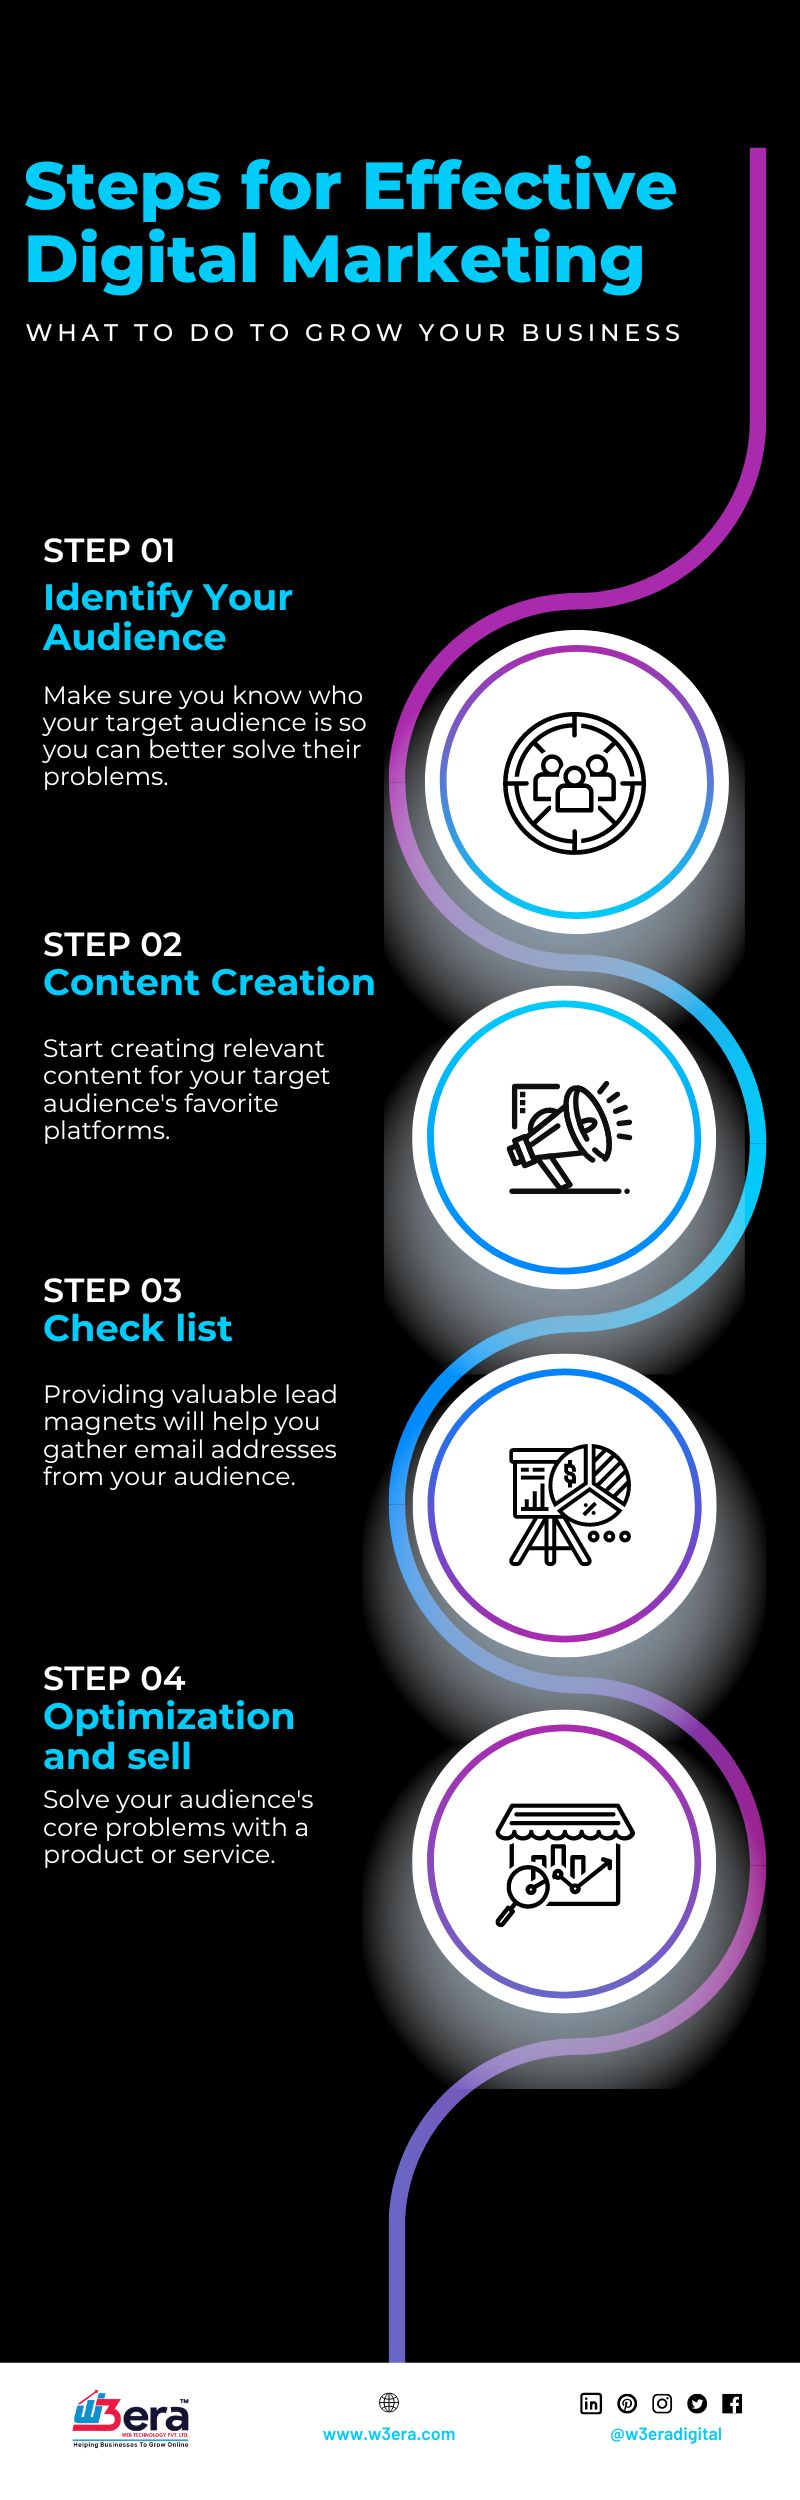 Steps for Effective
Digital Marketing
WHAT TO DO TO GROW YOUR BUSINESS
STEP 01
Identify Your
Audience
Make sure you know who
your target audience is so
you can better solve their
problems.
STEP 02
Content Creation
Start creating relevant
content for your target
audience's favorite
platforms.
STEP 03
Check list
Providing valuable lead
magnets will help you
gather email addresses
from your audience.
STEP 04
Optimization
and sell
Solve your audience's
core problems with a
product or service.
W3era™
WEB TECHNOLOGY PVT. LTD.
Helping Businesses To Grow Online
www.w3era.com
@w3eradigital